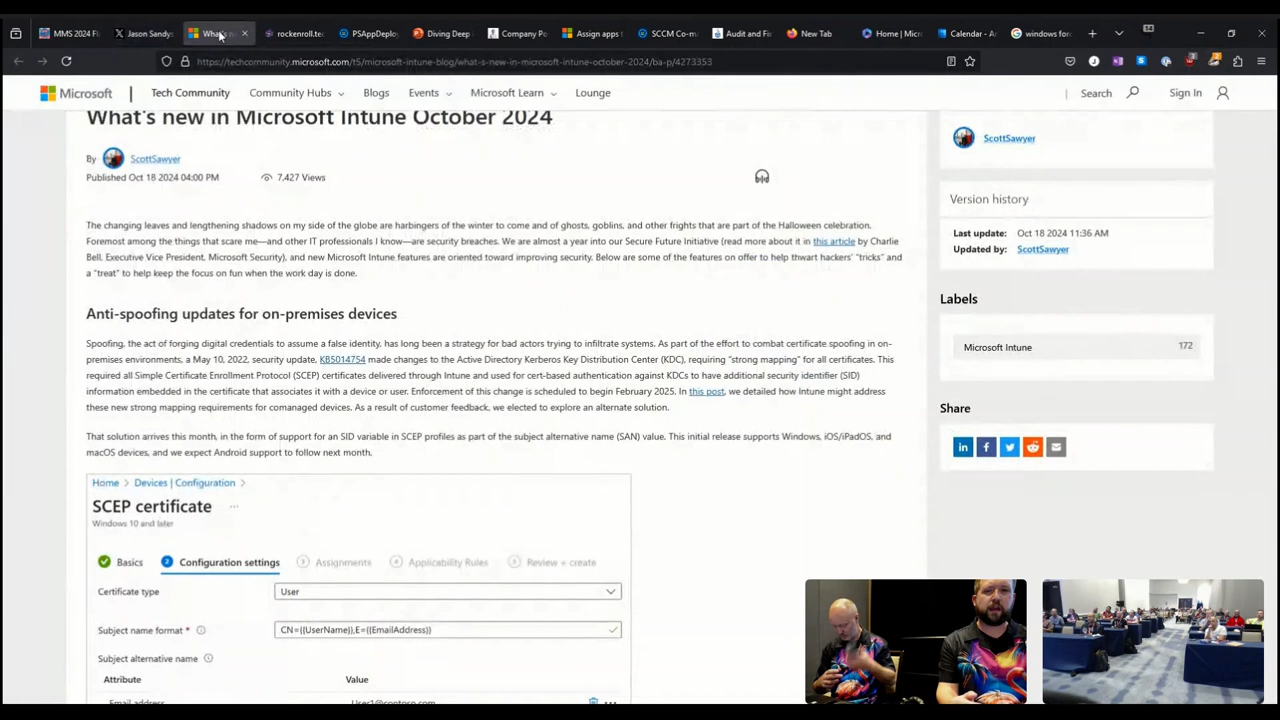 MMS 2024 Fl
Jason Sandys
What's n
rockenroll.tec
PSAppDeploy
Diving Deep
Company Po
Assign apps t
SCCM Co-ma
Audit and Fi
New Tab
Home | Micr
Calendar - A
windows for
https://techcommunity.microsoft.com/t5/microsoft-intune-blog/what-s-new-in-microsoft-intune-october-2024/ba-p/4273353
Microsoft
Tech Community
Community Hubs
Blogs
Events
Microsoft Learn
Lounge
Search
Sign In
What's new in Microsoft Intune October 2024
By ScottSawyer
Published Oct 18 2024 04:00 PM
7,427 Views
The changing leaves and lengthening shadows on my side of the globe are harbingers of the winter to come and of ghosts, goblins, and other frights that are part of the Halloween celebration.
Foremost among the things that scare me—and other IT professionals I know—are security breaches. We are almost a year into our Secure Future Initiative (read more about it in this article by Charlie
Bell, Executive Vice President, Microsoft Security), and new Microsoft Intune features are oriented toward improving security. Below are some of the features on offer to help thwart hackers' "tricks" and
a "treat" to help keep the focus on fun when the work day is done.
Anti-spoofing updates for on-premises devices
Spoofing, the act of forging digital credentials to assume a false identity, has long been a strategy for bad actors trying to infiltrate systems. As part of the effort to combat certificate spoofing in on-
premises environments, a May 10, 2022, security update, KB5014754 made changes to the Active Directory Kerberos Key Distribution Center (KDC), requiring "strong mapping" for all certificates. This
required all Simple Certificate Enrollment Protocol (SCEP) certificates delivered through Intune and used for cert-based authentication against KDCs to have additional security identifier (SID)
information embedded in the certificate that associates it with a device or user. Enforcement of this change is scheduled to begin February 2025. In this post, we detailed how Intune might address
these new strong mapping requirements for comanaged devices. As a result of customer feedback, we elected to explore an alternate solution.
That solution arrives this month, in the form of support for an SID variable in SCEP profiles as part of the subject alternative name (SAN) value. This initial release supports Windows, iOS/iPadOS, and
macOS devices, and we expect Android support to follow next month.
Home > Devices | Configuration >
SCEP certificate ...
Windows 10 and later
Basics
2 Configuration settings
3 Assignments
4 Applicability Rules
5 Review + create
Certificate type
User
Subject name format *
CN={{UserName}},E={{EmailAddress}}
Subject alternative name
Attribute
Value
Email address
User1@contoso.com
ScottSawyer
Version history
Last update: Oct 18 2024 11:36 AM
Updated by: ScottSawyer
Labels
Microsoft Intune 172
Share